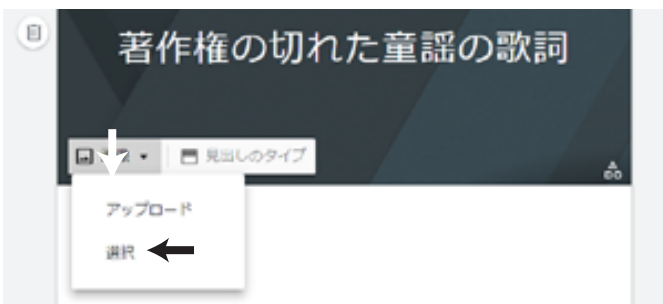 著作権の切れた童謡の歌詞
見出しのタイプ
アップロード
選択